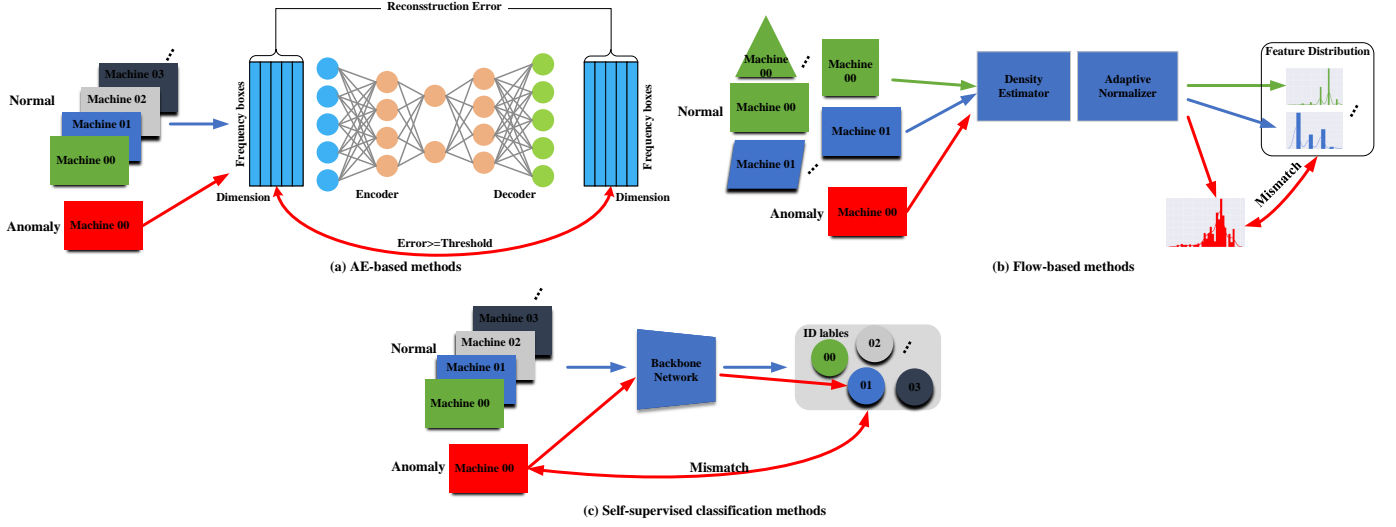 Reconsstruction Error
Machine 03
Machine 02
Machine 01
Machine 00
Normal
Anomaly
Machine 00
Frequency boxes
Dimension
Encoder
Decoder
Frequency boxes
Dimension
Error>=Threshold
(a) AE-based methods
Machine
00
Machine
00
Machine 00
Normal
Machine 01
Machine 01
Anomaly
Machine 00
Density
Estimator
Adaptive
Normalizer
Feature Distribution
Mismatch
(b) Flow-based methods
Machine 03
Machine 02
Machine 01
Machine 00
Normal
Anomaly
Machine 00
Backbone
Network
ID lables
00
02
01
03
Mismatch
(c) Self-supervised classification methods